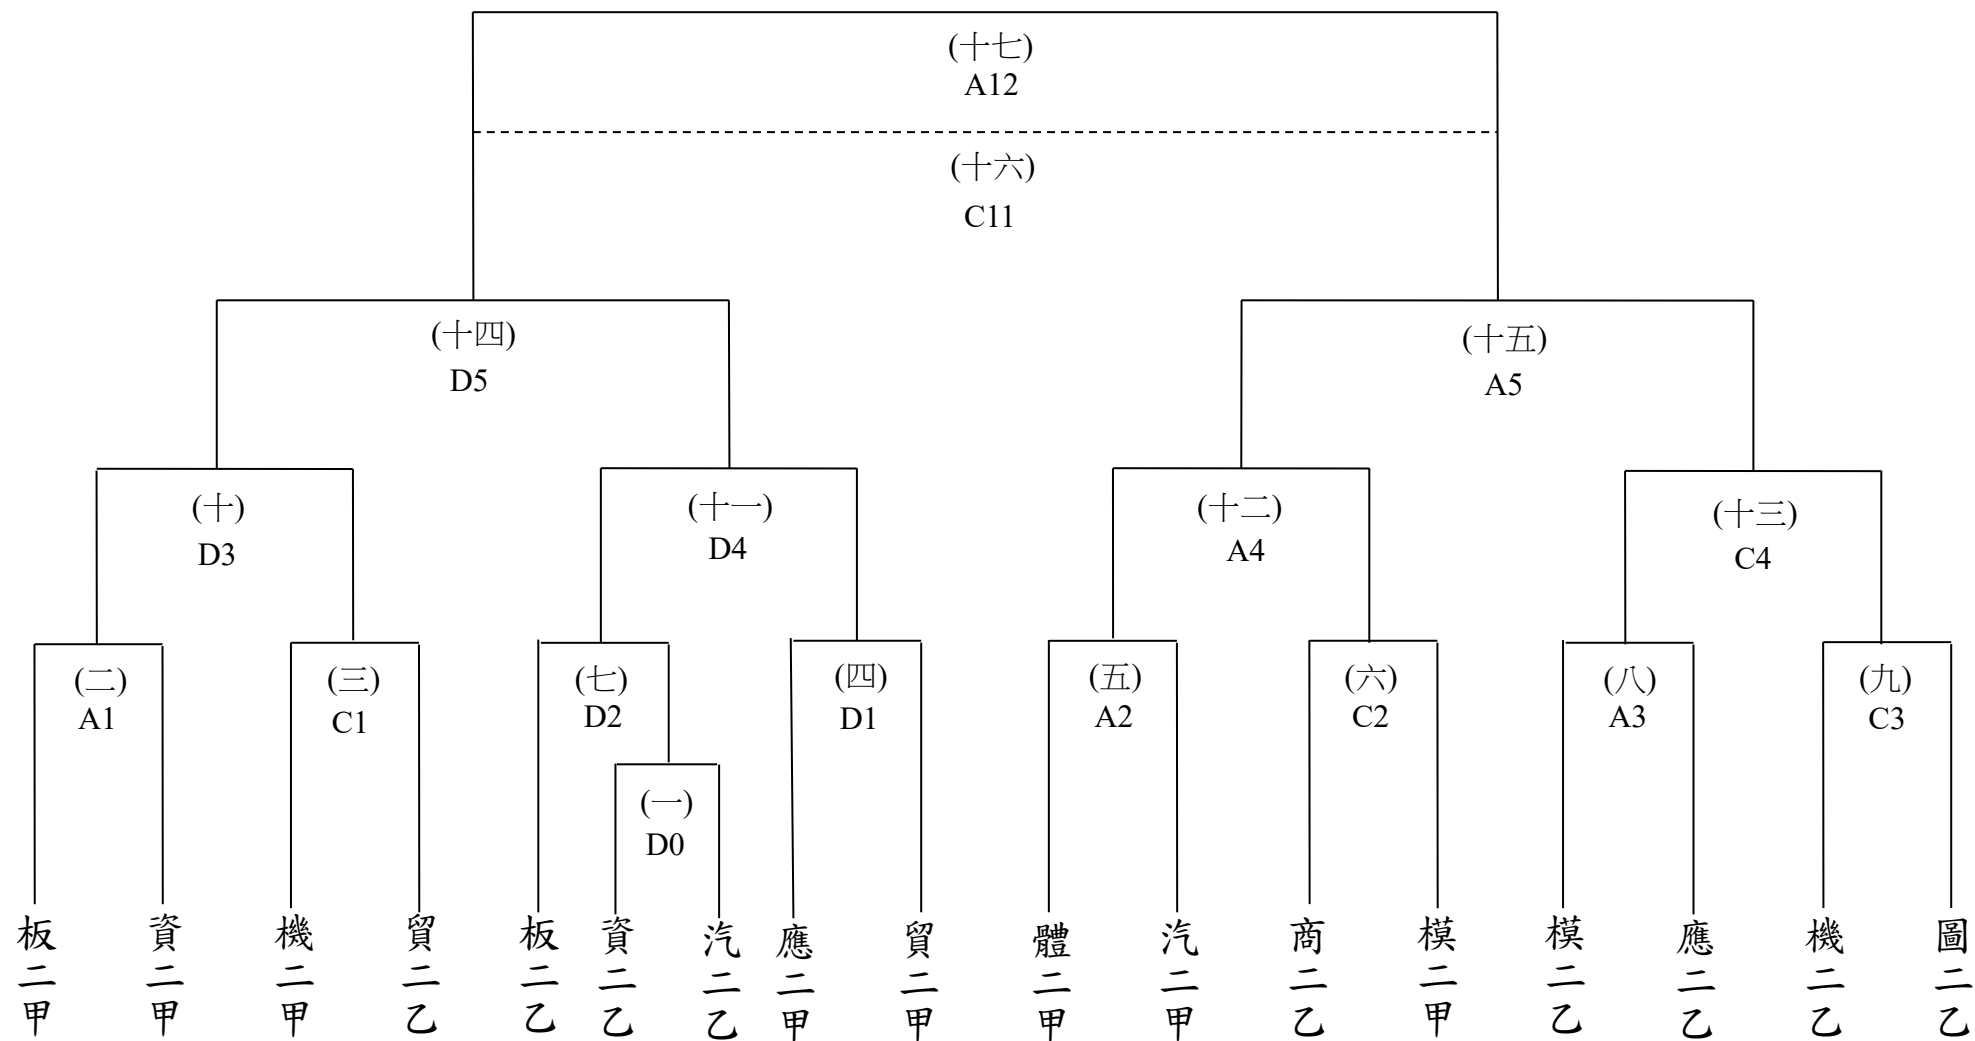 (十七)
A12
(十六)
C11
(十四)
D5
(十五)
A5
(十)
D3
(十一)
D4
(十二)
A4
(十三)
C4
(二)
A1
(三)
C1
(七)
D2
(四)
D1
(五)
A2
(六)
C2
(八)
A3
(九)
C3
(一)
D0
板二甲
資二甲
機二甲
貿二乙
板二乙
資二乙
汽二乙
應二甲
貿二甲
體二甲
汽二甲
商二乙
模二甲
模二乙
應二乙
機二乙
圖二乙